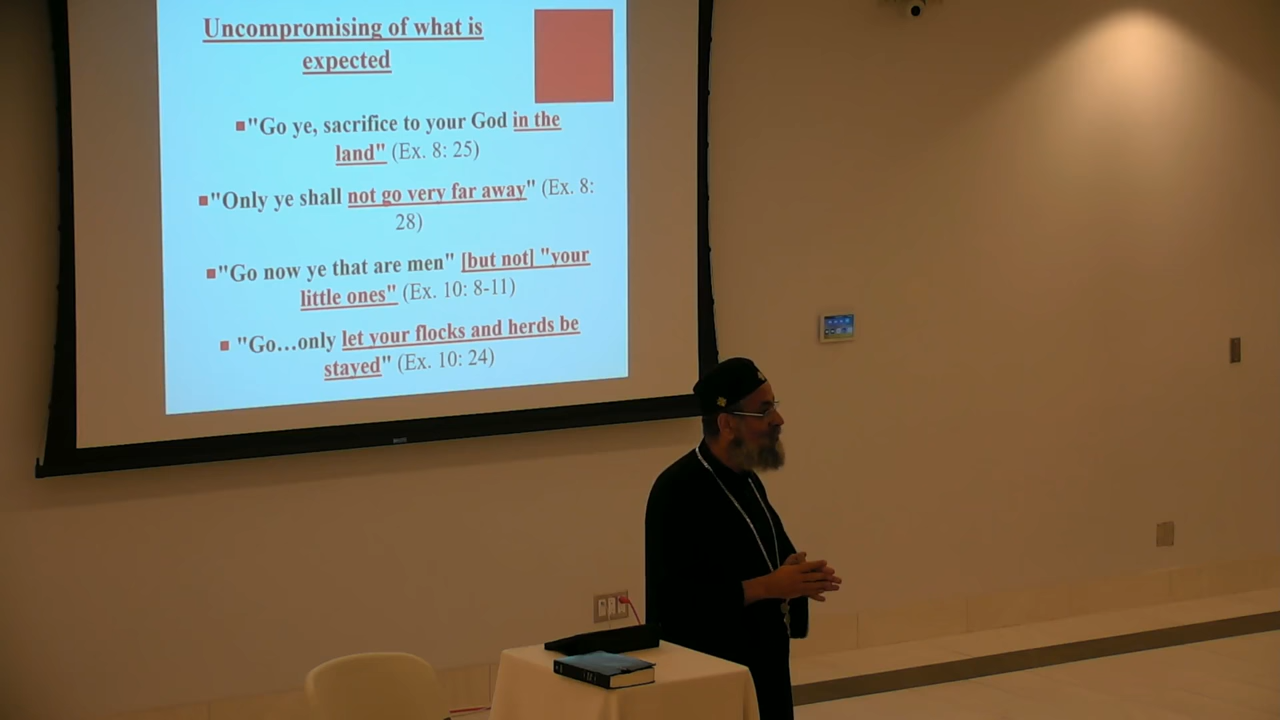 Uncompromising of what is
expected
"Go ye, sacrifice to your God in the
land" (Ex. 8: 25)
"Only ye shall not go very far away" (Ex. 8:
28)
"Go now ye that are men" [but not] "your
little ones" (Ex. 10: 8-11)
"Go…only let your flocks and herds be
stayed" (Ex. 10: 24)